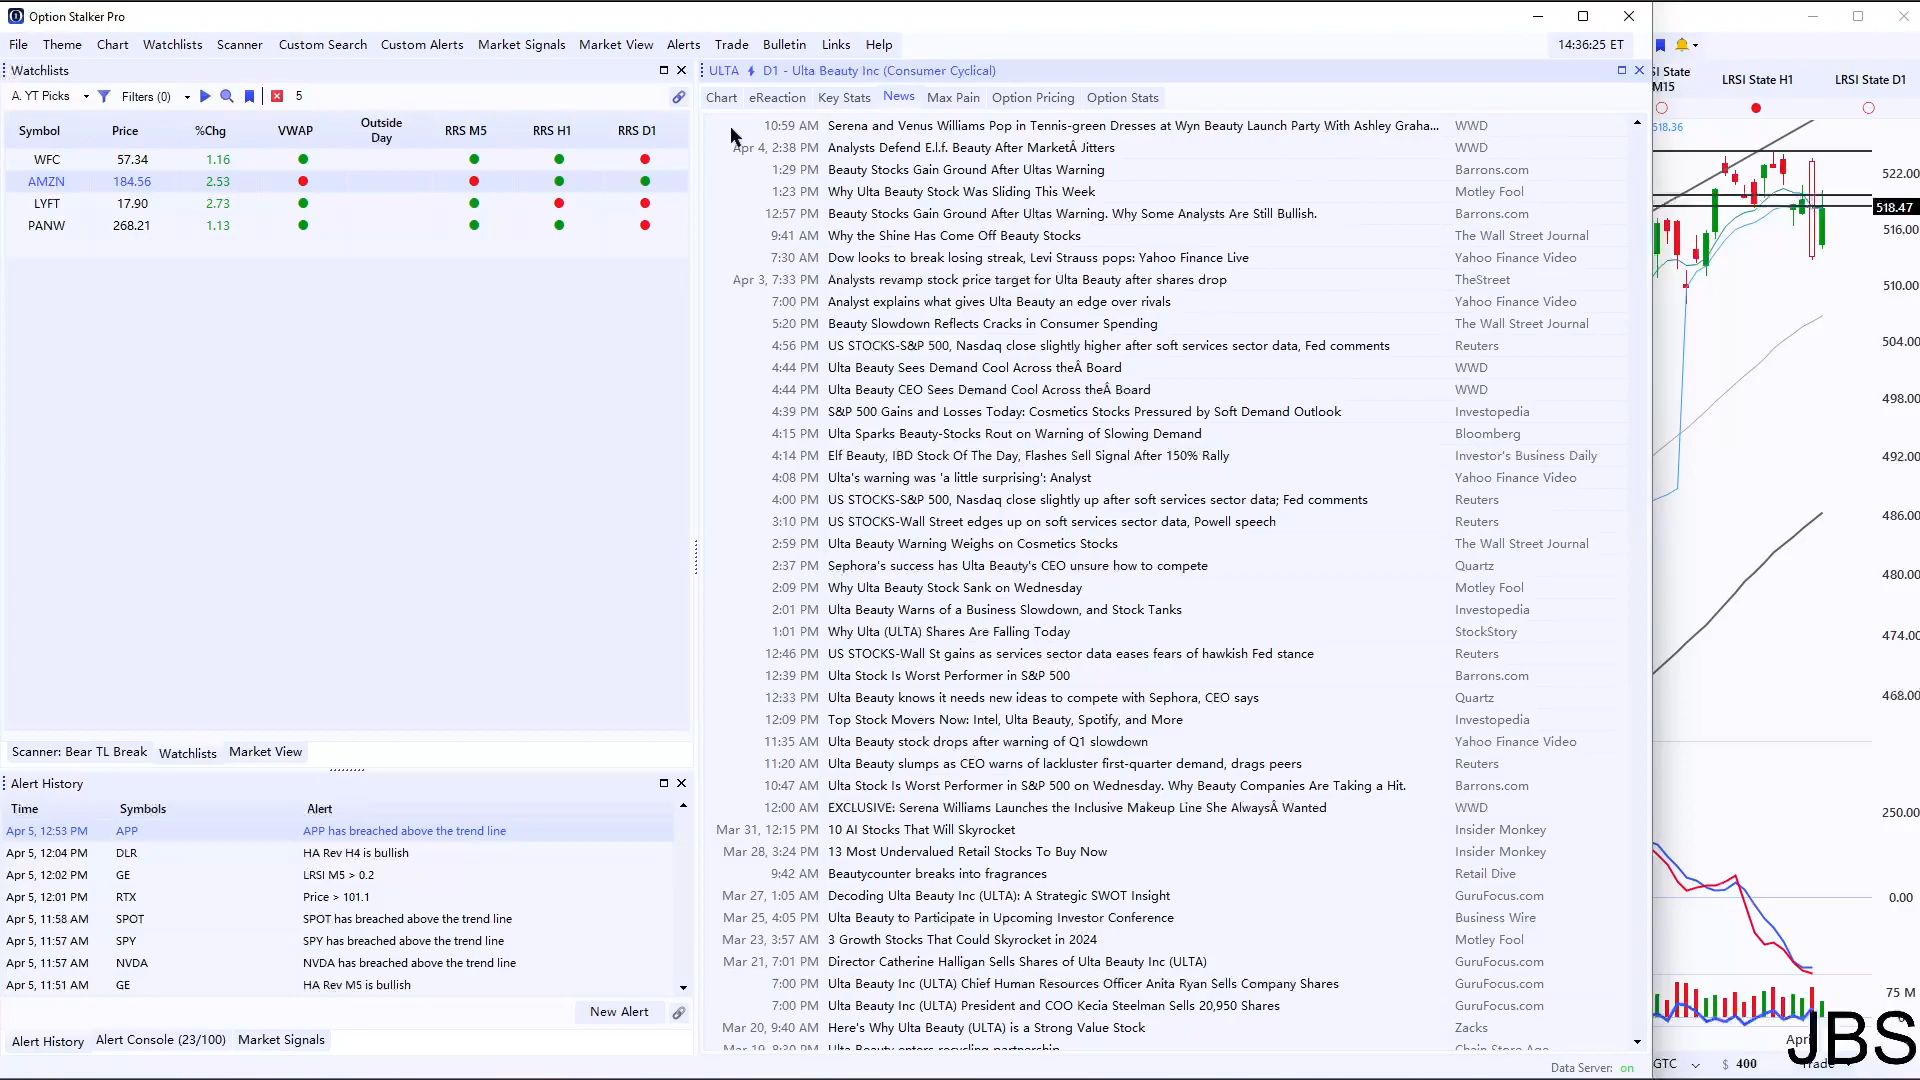 Option Stalker Pro
File Theme Chart Watchlists Scanner Custom Search Custom Alerts Market Signals Market View Alerts Trade Bulletin Links Help 14:36:25 ET
Watchlists
A. YT Picks Filters (0) 5
Symbol Price %Chg VWAP Outside Day RRS M5 RRS H1 RRS D1
WFC 57.34 1.16
AMZN 184.56 2.53
LYFT 17.90 2.73
PANW 268.21 1.13
Scanner: Bear TL Break Watchlists Market View
Alert History
Time Symbols Alert
Apr 5, 12:53 PM APP APP has breached above the trend line
Apr 5, 12:04 PM DLR HA Rev H4 is bullish
Apr 5, 12:02 PM GE LRSI M5 > 0.2
Apr 5, 12:01 PM RTX Price > 101.1
Apr 5, 11:58 AM SPOT SPOT has breached above the trend line
Apr 5, 11:57 AM SPY SPY has breached above the trend line
Apr 5, 11:57 AM NVDA NVDA has breached above the trend line
Apr 5, 11:51 AM GE HA Rev M5 is bullish
New Alert
Alert History Alert Console (23/100) Market Signals
ULTA D1 - Ulta Beauty Inc (Consumer Cyclical)
Chart eReaction Key Stats News Max Pain Option Pricing Option Stats
10:59 AM Serena and Venus Williams Pop in Tennis-green Dresses at Wyn Beauty Launch Party With Ashley Graha... WWD
Apr 4, 2:38 PM Analysts Defend E.l.f. Beauty After MarketÂ Jitters WWD
1:29 PM Beauty Stocks Gain Ground After Ultas Warning Barrons.com
1:23 PM Why Ulta Beauty Stock Was Sliding This Week Motley Fool
12:57 PM Beauty Stocks Gain Ground After Ultas Warning. Why Some Analysts Are Still Bullish. Barrons.com
9:41 AM Why the Shine Has Come Off Beauty Stocks The Wall Street Journal
7:30 AM Dow looks to break losing streak, Levi Strauss pops: Yahoo Finance Live Yahoo Finance Video
Apr 3, 7:33 PM Analysts revamp stock price target for Ulta Beauty after shares drop TheStreet
7:00 PM Analyst explains what gives Ulta Beauty an edge over rivals Yahoo Finance Video
5:20 PM Beauty Slowdown Reflects Cracks in Consumer Spending The Wall Street Journal
4:56 PM US STOCKS-S&P 500, Nasdaq close slightly higher after soft services sector data, Fed comments Reuters
4:44 PM Ulta Beauty Sees Demand Cool Across theÂ Board WWD
4:44 PM Ulta Beauty CEO Sees Demand Cool Across theÂ Board WWD
4:39 PM S&P 500 Gains and Losses Today: Cosmetics Stocks Pressured by Soft Demand Outlook Investopedia
4:15 PM Ulta Sparks Beauty-Stocks Rout on Warning of Slowing Demand Bloomberg
4:14 PM Elf Beauty, IBD Stock Of The Day, Flashes Sell Signal After 150% Rally Investor's Business Daily
4:08 PM Ulta's warning was 'a little surprising': Analyst Yahoo Finance Video
4:00 PM US STOCKS-S&P 500, Nasdaq close slightly up after soft services sector data; Fed comments Reuters
3:10 PM US STOCKS-Wall Street edges up on soft services sector data, Powell speech Reuters
2:59 PM Ulta Beauty Warning Weighs on Cosmetics Stocks The Wall Street Journal
2:37 PM Sephora's success has Ulta Beauty's CEO unsure how to compete Quartz
2:09 PM Why Ulta Beauty Stock Sank on Wednesday Motley Fool
2:01 PM Ulta Beauty Warns of a Business Slowdown, and Stock Tanks Investopedia
1:01 PM Why Ulta (ULTA) Shares Are Falling Today StockStory
12:46 PM US STOCKS-Wall St gains as services sector data eases fears of hawkish Fed stance Reuters
12:39 PM Ulta Stock Is Worst Performer in S&P 500 Barrons.com
12:33 PM Ulta Beauty knows it needs new ideas to compete with Sephora, CEO says Quartz
12:09 PM Top Stock Movers Now: Intel, Ulta Beauty, Spotify, and More Investopedia
11:35 AM Ulta Beauty stock drops after warning of Q1 slowdown Yahoo Finance Video
11:20 AM Ulta Beauty slumps as CEO warns of lackluster first-quarter demand, drags peers Reuters
10:47 AM Ulta Stock Is Worst Performer in S&P 500 on Wednesday. Why Beauty Companies Are Taking a Hit. Barrons.com
12:00 AM EXCLUSIVE: Serena Williams Launches the Inclusive Makeup Line She AlwaysÂ Wanted WWD
Mar 31, 12:15 PM 10 AI Stocks That Will Skyrocket Insider Monkey
Mar 28, 3:24 PM 13 Most Undervalued Retail Stocks To Buy Now Insider Monkey
9:42 AM Beautycounter breaks into fragrances Retail Dive
Mar 27, 1:05 AM Decoding Ulta Beauty Inc (ULTA): A Strategic SWOT Insight GuruFocus.com
Mar 25, 4:05 PM Ulta Beauty to Participate in Upcoming Investor Conference Business Wire
Mar 23, 3:57 AM 3 Growth Stocks That Could Skyrocket in 2024 Motley Fool
Mar 21, 7:01 PM Director Catherine Halligan Sells Shares of Ulta Beauty Inc (ULTA) GuruFocus.com
7:00 PM Ulta Beauty Inc (ULTA) Chief Human Resources Officer Anita Ryan Sells Company Shares GuruFocus.com
7:00 PM Ulta Beauty Inc (ULTA) President and COO Kecia Steelman Sells 20,950 Shares GuruFocus.com
Mar 20, 9:40 AM Here's Why Ulta Beauty (ULTA) is a Strong Value Stock Zacks
Mar 19, 8:30 PM Ulta Beauty enters recycling partnership Chain Store Age
Data Server: on
SI State M15 LRSI State H1 LRSI State D1
518.36
522.00
518.47
516.00
510.00
504.00
498.00
492.00
486.00
480.00
474.00
468.00
250.00
0.00
75 M
April
GTC $ 400 Trade
JBS